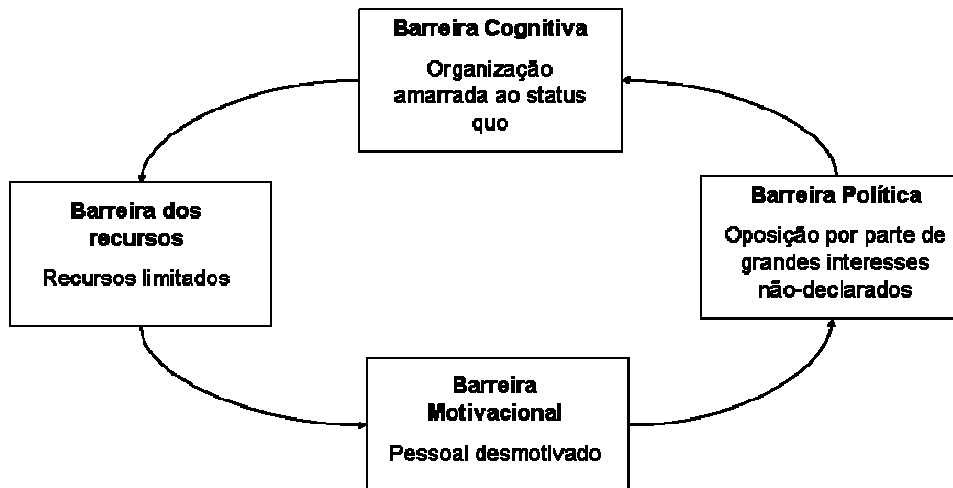 Barreira Cognitiva
Organização
amarrada ao status
quo
Barreira dos
recursos
Recursos limitados
Barreira Política
Oposição por parte de
grandes interesses
não-declarados
Barreira
Motivacional
Pessoal desmotivado